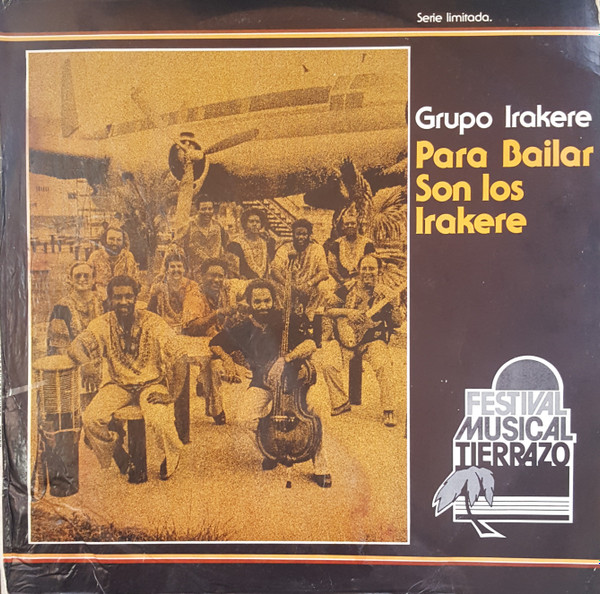 Serie limitada.
Grupo Irakere
Para Bailar
Son los
Irakere
FESTIVAL
MUSICAL
TIERRAZO